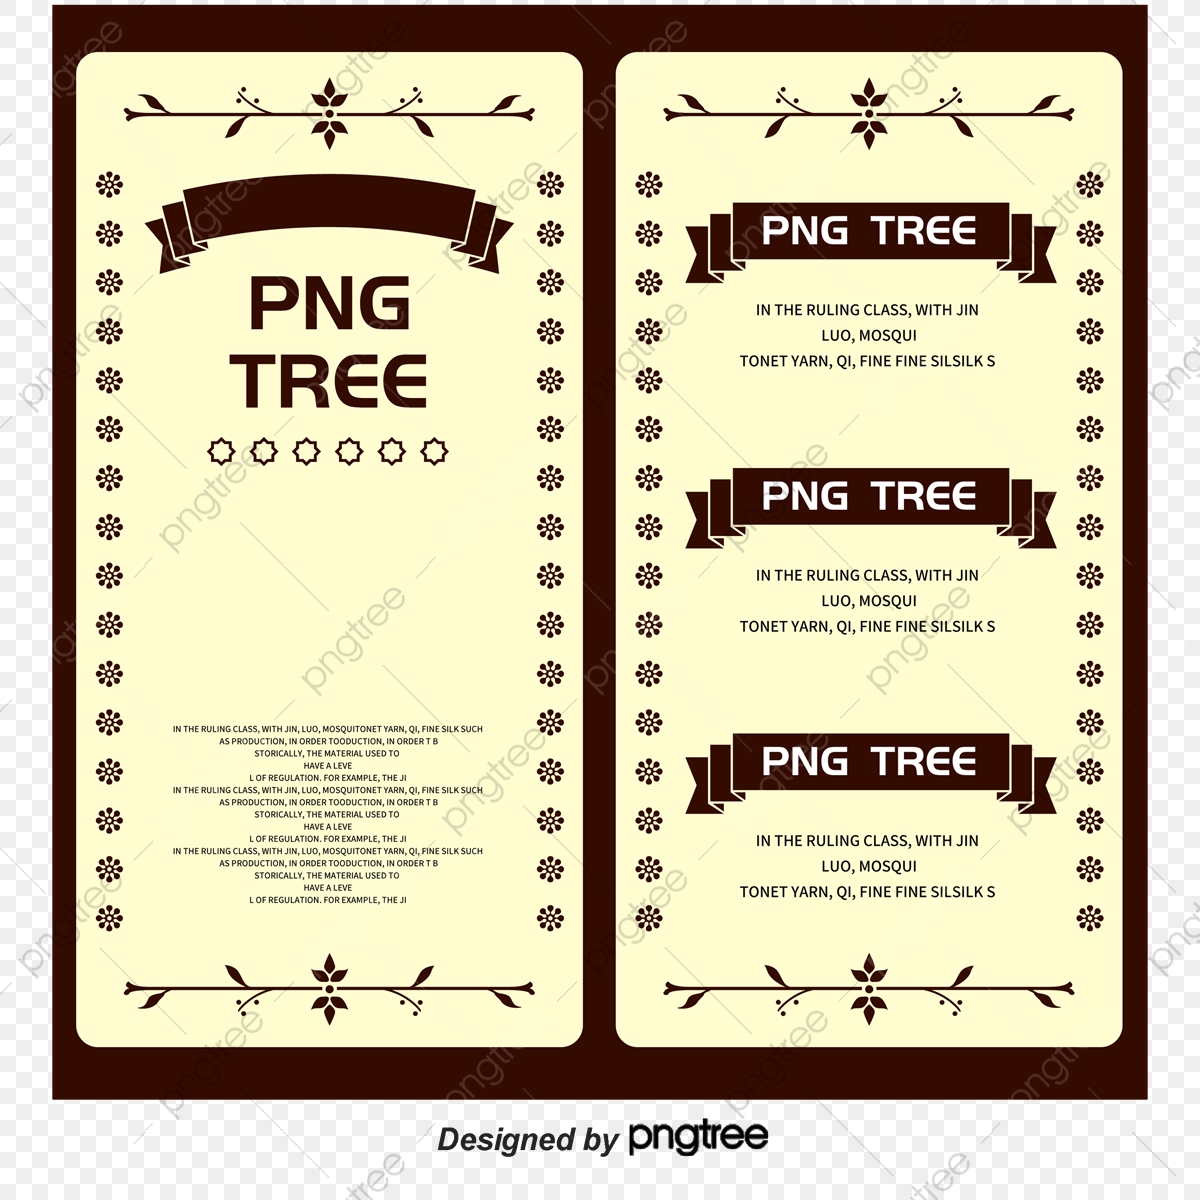 PNG
TREE
IN THE RULING CLASS, WITH JIN, LUO, MOSQUITONET YARN, QI, FINE SILK SUCH
AS PRODUCTION, IN ORDER TOODUCTION, IN ORDER T B
STORICALLY, THE MATERIAL USED TO
HAVE A LEVE
L OF REGULATION. FOR EXAMPLE, THE JI
IN THE RULING CLASS, WITH JIN, LUO, MOSQUITONET YARN, QI, FINE SILK SUCH
AS PRODUCTION, IN ORDER TOODUCTION, IN ORDER T B
STORICALLY, THE MATERIAL USED TO
HAVE A LEVE
L OF REGULATION. FOR EXAMPLE, THE JI
IN THE RULING CLASS, WITH JIN, LUO, MOSQUITONET YARN, QI, FINE SILK SUCH
AS PRODUCTION, IN ORDER TOODUCTION, IN ORDER T B
STORICALLY, THE MATERIAL USED TO
HAVE A LEVE
L OF REGULATION. FOR EXAMPLE, THE JI
PNG TREE
IN THE RULING CLASS, WITH JIN
LUO, MOSQUI
TONET YARN, QI, FINE FINE SILSILK S
PNG TREE
IN THE RULING CLASS, WITH JIN
LUO, MOSQUI
TONET YARN, QI, FINE FINE SILSILK S
PNG TREE
IN THE RULING CLASS, WITH JIN
LUO, MOSQUI
TONET YARN, QI, FINE FINE SILSILK S
Designed by pngtree